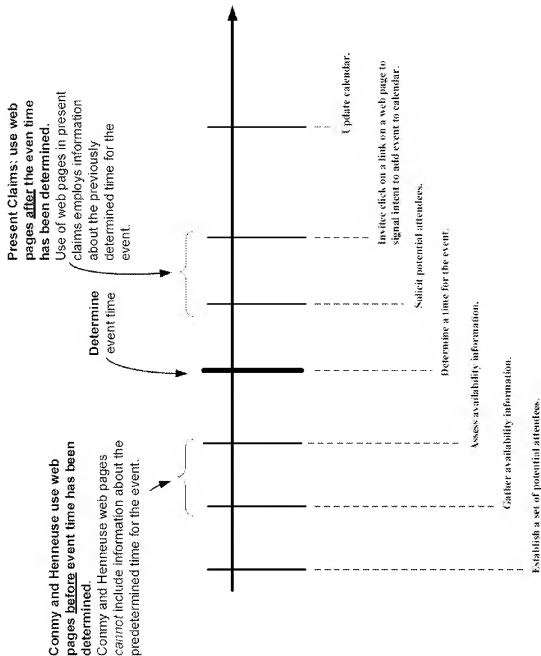 Conmy and Henneuse use web
pages before event time has been
determined.
Conmy and Henneuse web pages
cannot include information about the
predetermined time for the event.
Determine
event time
Present Claims: use web
pages after the even time
has been determined.
Use of web pages in present
claims employs information
about the previously
determined time for the
event.
Establish a set of potential attendees.
Gather availability information.
Assess availability information.
Determine a time for the event.
Solicit potential attendees.
Invitee click on a link on a web page to
signal intent to add event to calendar.
Update calendar.